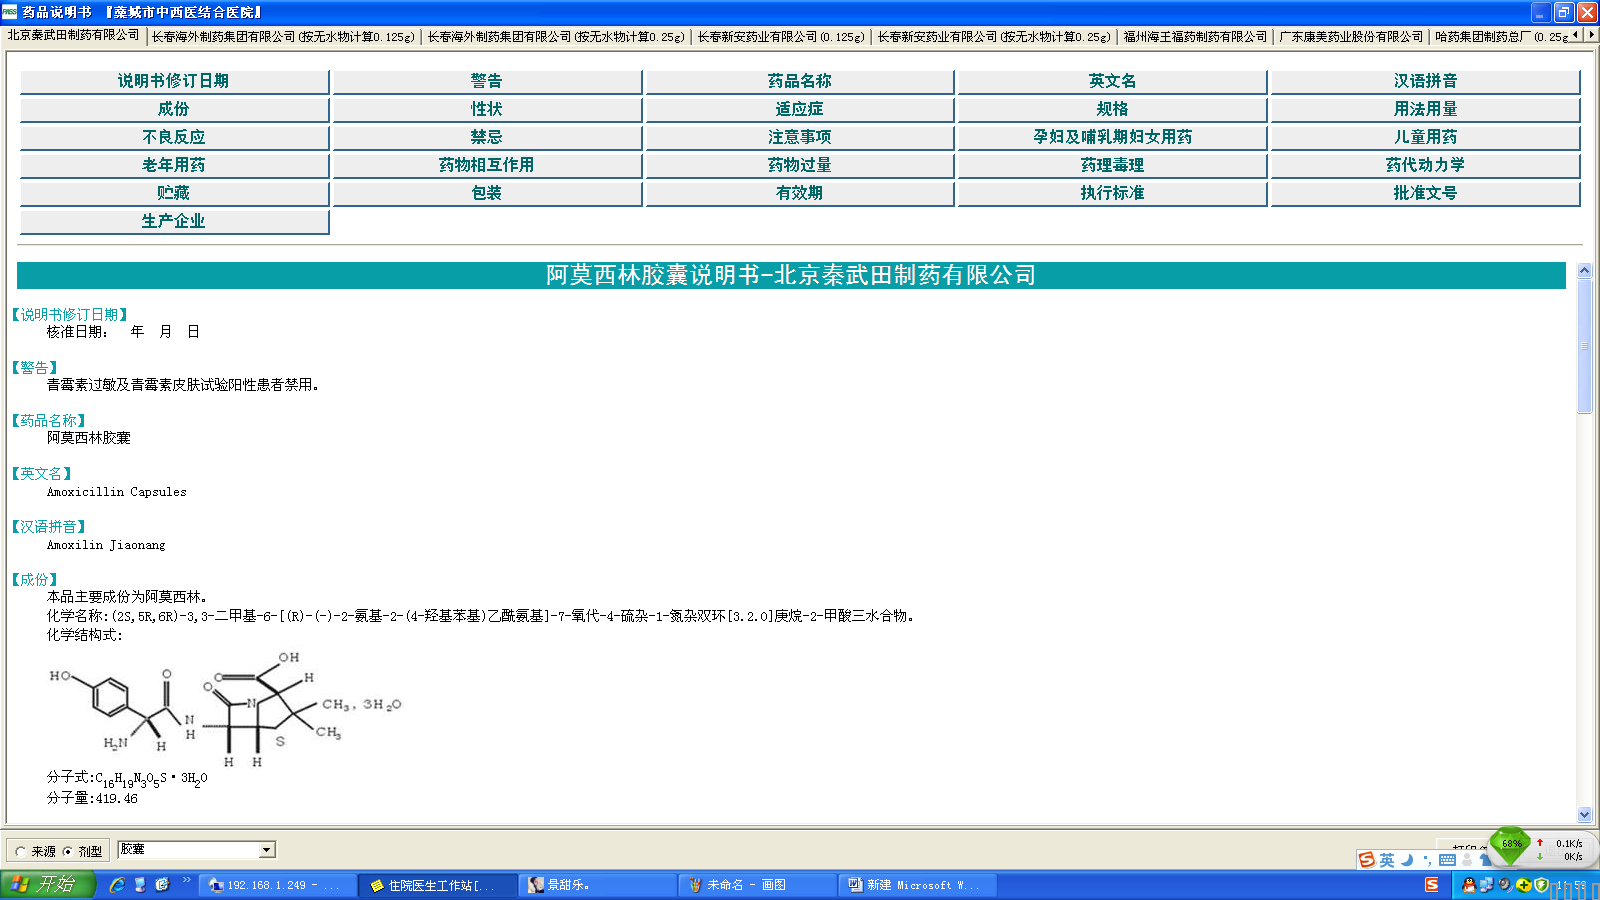 药品说明书 『藁城市中西医结合医院』
北京秦武田制药有限公司 长春海外制药集团有限公司(按无水物计算0.125g) 长春海外制药集团有限公司(按无水物计算0.25g) 长春新安药业有限公司(0.125g) 长春新安药业有限公司(按无水物计算0.25g) 福州海王福药制药有限公司 广东康美药业股份有限公司 哈药集团制药总厂(0.25g
说明书修订日期 警告 药品名称 英文名 汉语拼音
成份 性状 适应症 规格 用法用量
不良反应 禁忌 注意事项 孕妇及哺乳期妇女用药 儿童用药
老年用药 药物相互作用 药物过量 药理毒理 药代动力学
贮藏 包装 有效期 执行标准 批准文号
生产企业
阿莫西林胶囊说明书-北京秦武田制药有限公司
【说明书修订日期】
核准日期: 年 月 日
【警告】
青霉素过敏及青霉素皮肤试验阳性患者禁用。
【药品名称】
阿莫西林胶囊
【英文名】
Amoxicillin Capsules
【汉语拼音】
Amoxilin Jiaonang
【成份】
本品主要成份为阿莫西林。
化学名称:(2S,5R,6R)-3,3-二甲基-6-[(R)-(-)-2-氨基-2-(4-羟基苯基)乙酰氨基]-7-氧代-4-硫杂-1-氮杂双环[3.2.0]庚烷-2-甲酸三水合物。
化学结构式:
HO O H₂N H N H O O OH H N CH₃, 3H₂O CH₃ S H H
分子式:C₁₆H₁₉N₃O₅S·3H₂O
分子量:419.46
来源 剂型 胶囊
英 68% 0.1K/s
0K/s
开始 192.168.1.249 - ... 住院医生工作站[... 景甜乐。 未命名 - 画图 新建 Microsoft W...